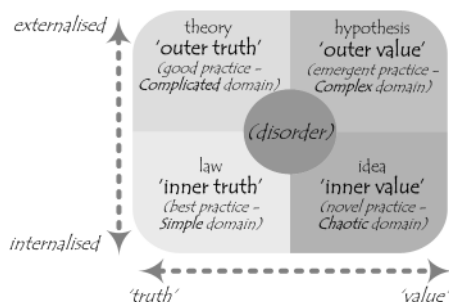 externalised
theory
'outer truth'
(good practice –
Complicated domain)
hypothesis
'outer value'
(emergent practice –
Complex domain)
(disorder)
law
'inner truth'
(best practice –
Simple domain)
idea
'inner value'
(novel practice –
Chaotic domain)
internalised
'truth'
'value'